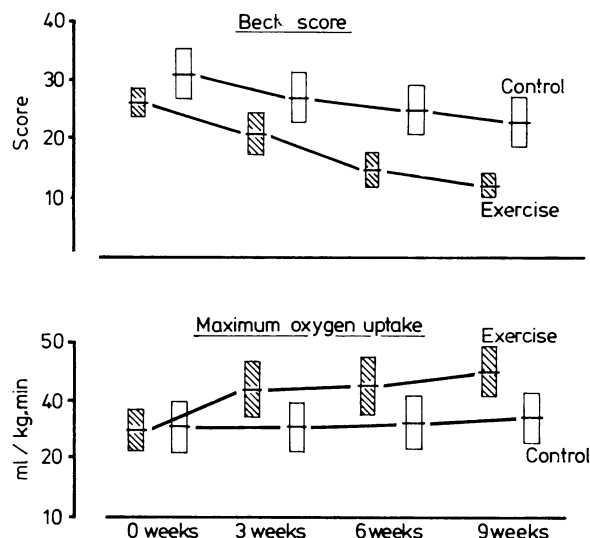 Beck score
40
30
20
10
Score
Control
Exercise
Maximum oxygen uptake
50
40
20
10
ml / kg,min
Exercise
Control
0 weeks 3 weeks 6 weeks 9 weeks